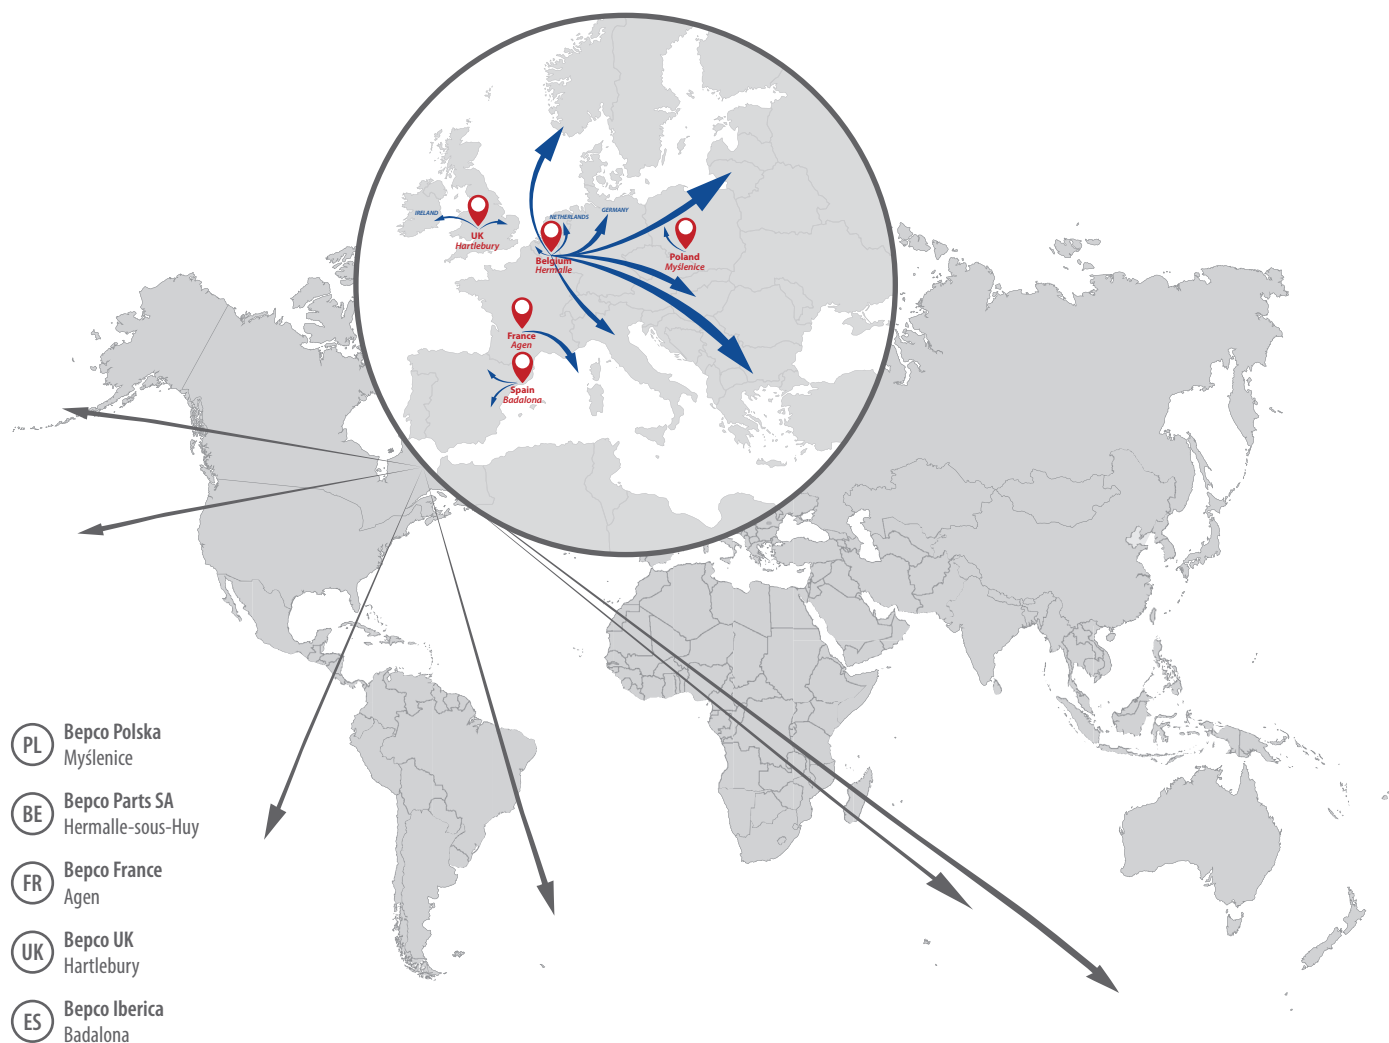 IRELAND
UK
Hartlebury
NETHERLANDS
GERMANY
Belgium
Hermalle
Poland
Myślenice
France
Agen
Spain
Badalona
PL
Bepco Polska
Myślenice
BE
Bepco Parts SA
Hermalle-sous-Huy
FR
Bepco France
Agen
UK
Bepco UK
Hartlebury
ES
Bepco Iberica
Badalona